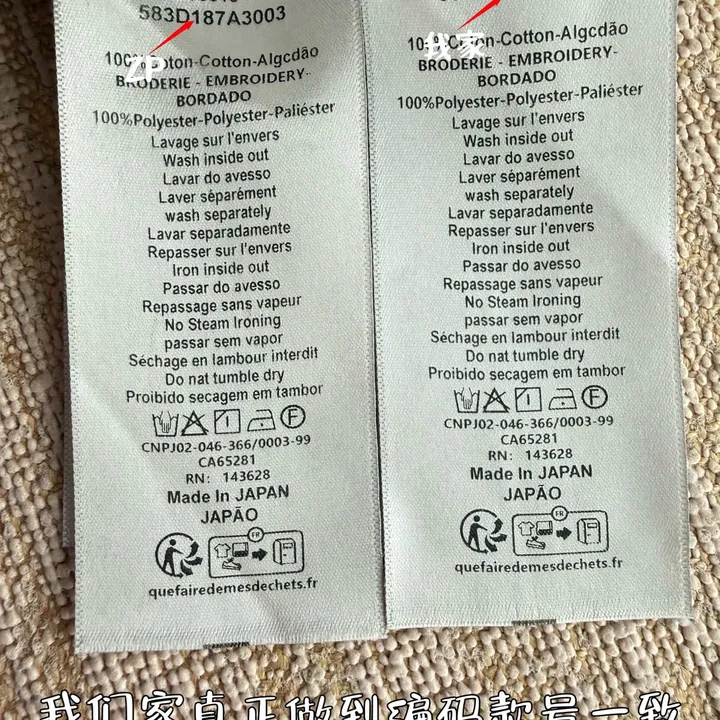 583D187A3003
ZP
100%Cotton-Cotton-Algcdão
BRODERIE - EMBROIDERY-
BORDADO
100%Polyester-Polyester-Paliéster
Lavage sur l'envers
Wash inside out
Lavar do avesso
Laver séparément
wash separately
Lavar separadamente
Repasser sur l'envers
Iron inside out
Passar do avesso
Repassage sans vapeur
No Steam Ironing
passar sem vapor
Séchage en lambour interdit
Do nat tumble dry
Proibido secagem em tambor
F
CNPJ02-046-366/0003-99
CA65281
RN: 143628
Made In JAPAN
JAPÃO
FR
quefairedemesdechets.fr
我家
100%Cotton-Cotton-Algcdão
BRODERIE - EMBROIDERY-
BORDADO
100%Polyester-Polyester-Paliéster
Lavage sur l'envers
Wash inside out
Lavar do avesso
Laver séparément
wash separately
Lavar separadamente
Repasser sur l'envers
Iron inside out
Passar do avesso
Repassage sans vapeur
No Steam Ironing
passar sem vapor
Séchage en lambour interdit
Do nat tumble dry
Proibido secagem em tambor
F
CNPJ02-046-366/0003-99
CA65281
RN: 143628
Made In JAPAN
JAPÃO
FR
quefairedemesdechets.fr
我们家真正做到编码款号一致